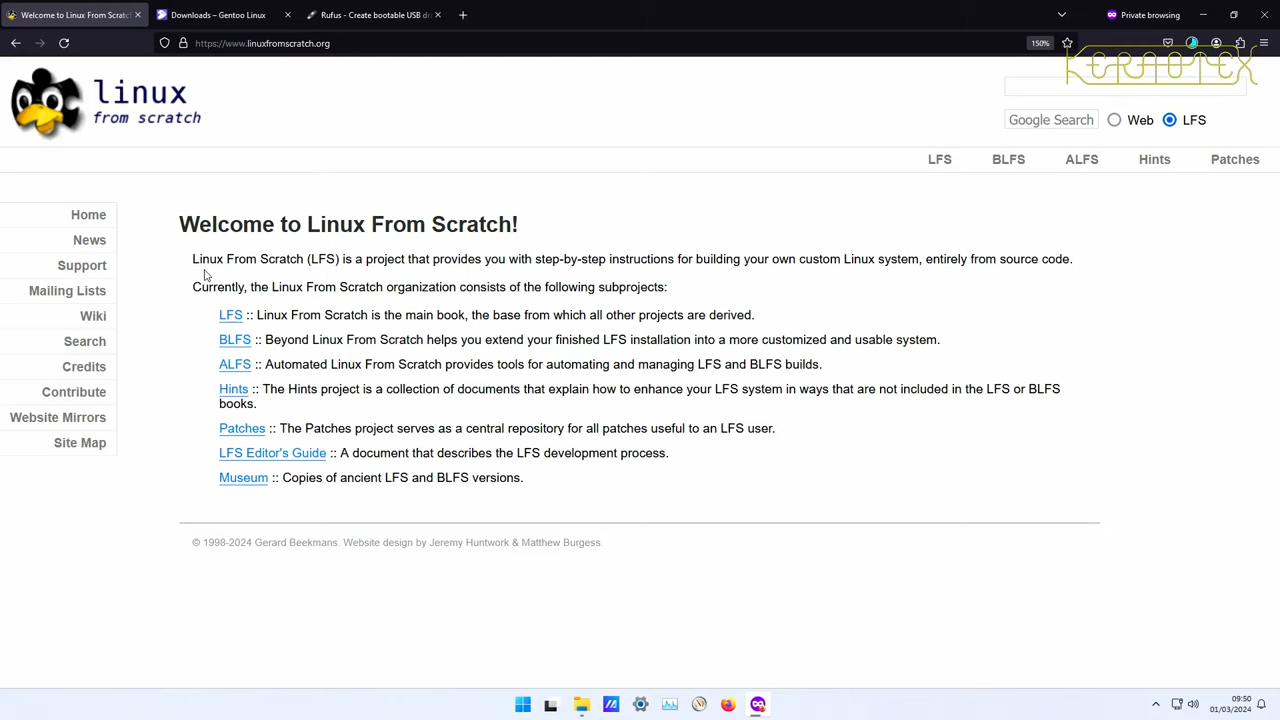 Welcome to Linux From Scratch
Downloads – Gentoo Linux
Rufus - Create bootable USB dri
Private browsing
https://www.linuxfromscratch.org
150%
KERNOTEX
linux
from scratch
Google Search
Web
LFS
LFS
BLFS
ALFS
Hints
Patches
Home
News
Support
Mailing Lists
Wiki
Search
Credits
Contribute
Website Mirrors
Site Map
Welcome to Linux From Scratch!
Linux From Scratch (LFS) is a project that provides you with step-by-step instructions for building your own custom Linux system, entirely from source code.
Currently, the Linux From Scratch organization consists of the following subprojects:
LFS :: Linux From Scratch is the main book, the base from which all other projects are derived.
BLFS :: Beyond Linux From Scratch helps you extend your finished LFS installation into a more customized and usable system.
ALFS :: Automated Linux From Scratch provides tools for automating and managing LFS and BLFS builds.
Hints :: The Hints project is a collection of documents that explain how to enhance your LFS system in ways that are not included in the LFS or BLFS
books.
Patches :: The Patches project serves as a central repository for all patches useful to an LFS user.
LFS Editor's Guide :: A document that describes the LFS development process.
Museum :: Copies of ancient LFS and BLFS versions.
© 1998-2024 Gerard Beekmans. Website design by Jeremy Huntwork & Matthew Burgess.
09:50
01/03/2024